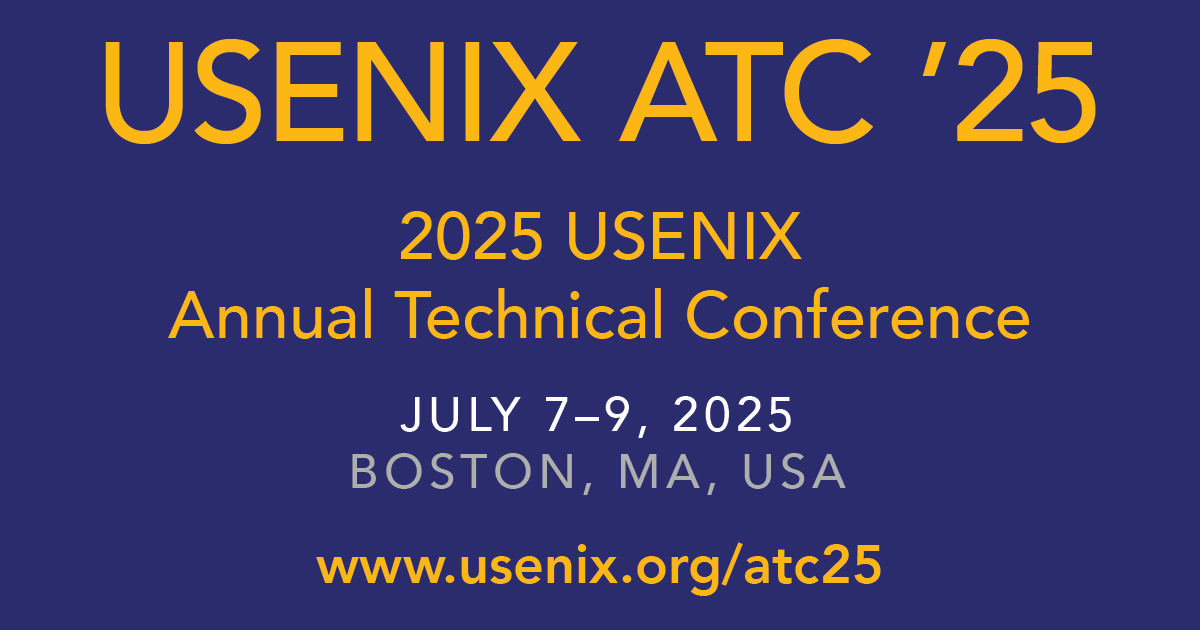 USENIX ATC ’25
2025 USENIX
Annual Technical Conference
JULY 7–9, 2025
BOSTON, MA, USA
www.usenix.org/atc25